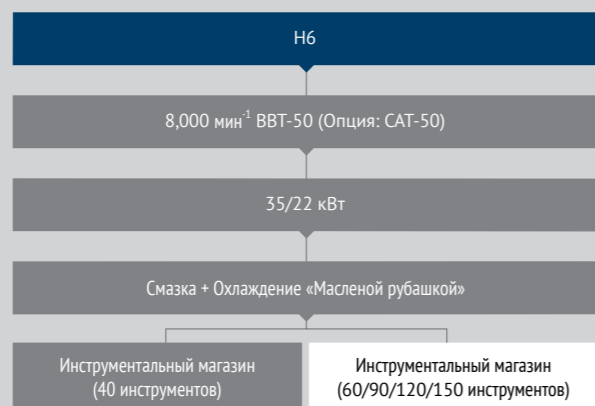 H6
8,000 мин⁻¹ BBT-50 (Опция: CAT-50)
35/22 кВт
Смазка + Охлаждение «Масленой рубашкой»
Инструментальный магазин
(40 инструментов)
Инструментальный магазин
(60/90/120/150 инструментов)